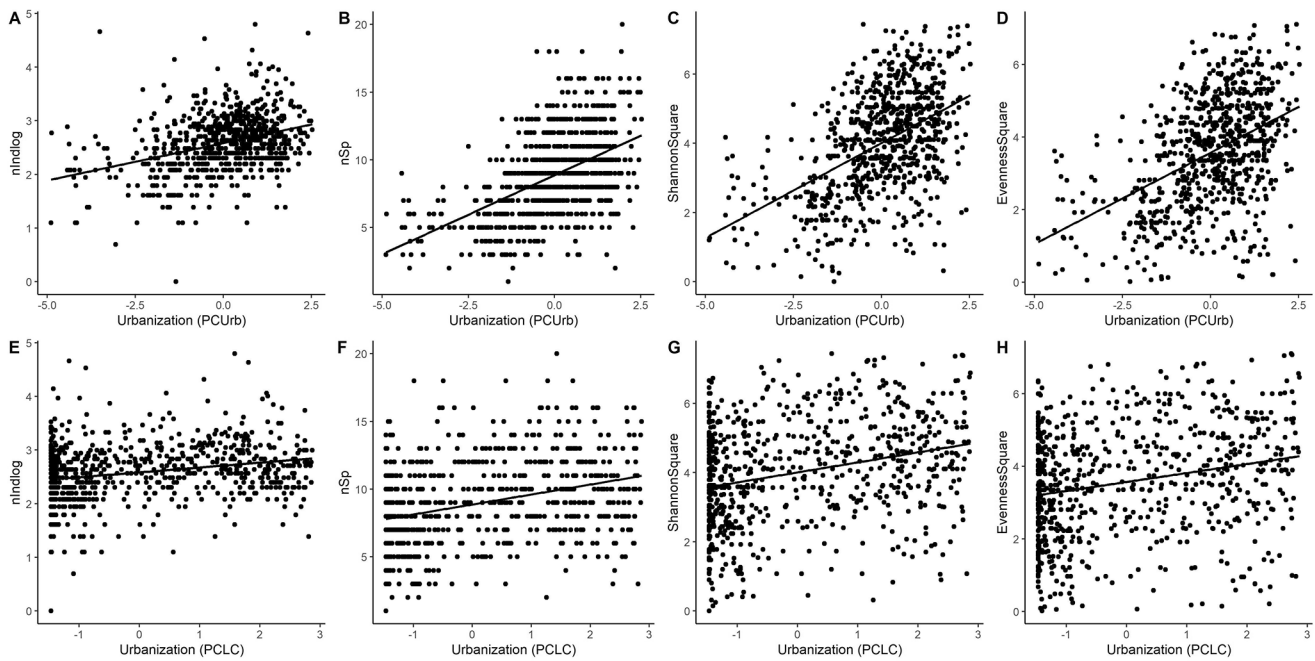 A
nIndlog
5
4
3
2
1
0
-5.0 -2.5 0.0 2.5
Urbanization (PCUrb)
B
nSp
20
15
10
5
-5.0 -2.5 0.0 2.5
Urbanization (PCUrb)
C
ShannonSquare
6
4
2
0
-5.0 -2.5 0.0 2.5
Urbanization (PCUrb)
D
EvennessSquare
6
4
2
0
-5.0 -2.5 0.0 2.5
Urbanization (PCUrb)
E
nIndlog
5
4
3
2
1
0
-1 0 1 2 3
Urbanization (PCLC)
F
nSp
20
15
10
5
-1 0 1 2 3
Urbanization (PCLC)
G
ShannonSquare
6
4
2
0
-1 0 1 2 3
Urbanization (PCLC)
H
EvennessSquare
6
4
2
0
-1 0 1 2 3
Urbanization (PCLC)